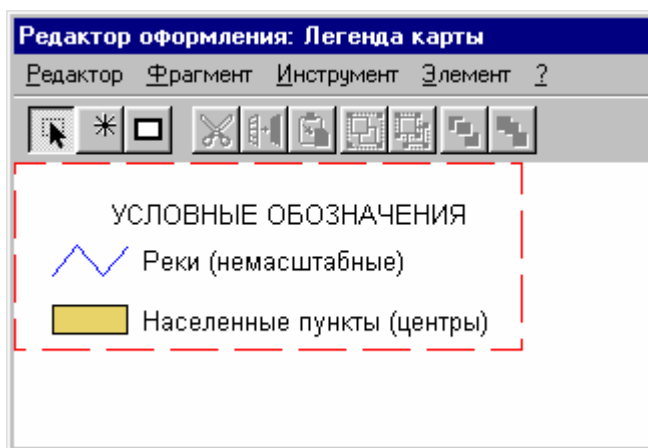 Редактор оформления: Легенда карты
Редактор Фрагмент Инструмент Элемент ?
УСЛОВНЫЕ ОБОЗНАЧЕНИЯ
Реки (немасштабные)
Населенные пункты (центры)